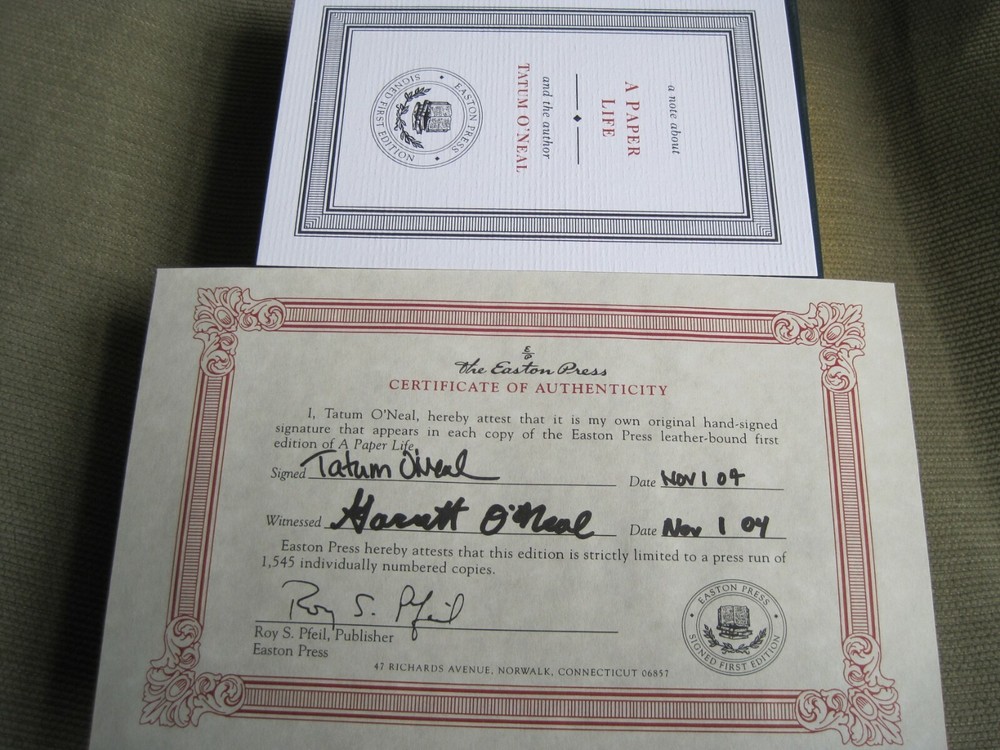 a note about
A PAPER
LIFE
and the author
TATUM O'NEAL
EASTON PRESS
SIGNED FIRST EDITION
The Easton Press
CERTIFICATE OF AUTHENTICITY
I, Tatum O'Neal, hereby attest that it is my own original hand-signed
signature that appears in each copy of the Easton Press leather-bound first
edition of A Paper Life.
Signed Tatum O'Neal Date Nov 1 04
Witnessed Garrett O'Neal Date Nov 1 04
Easton Press hereby attests that this edition is strictly limited to a press run of
1,545 individually numbered copies.
Roy S. Pfeil
Roy S. Pfeil, Publisher
Easton Press
EASTON PRESS
SIGNED FIRST EDITION
47 RICHARDS AVENUE, NORWALK, CONNECTICUT 06857